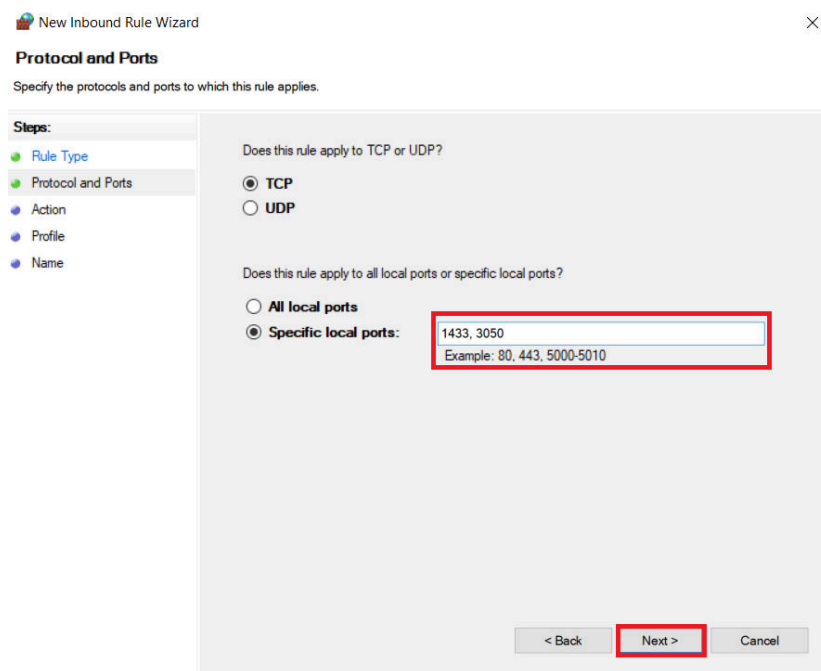 New Inbound Rule Wizard
Protocol and Ports
Specify the protocols and ports to which this rule applies.
Steps:
Rule Type
Protocol and Ports
Action
Profile
Name
Does this rule apply to TCP or UDP?
TCP
UDP
Does this rule apply to all local ports or specific local ports?
All local ports
Specific local ports: 1433, 3050
Example: 80, 443, 5000-5010
< Back Next > Cancel